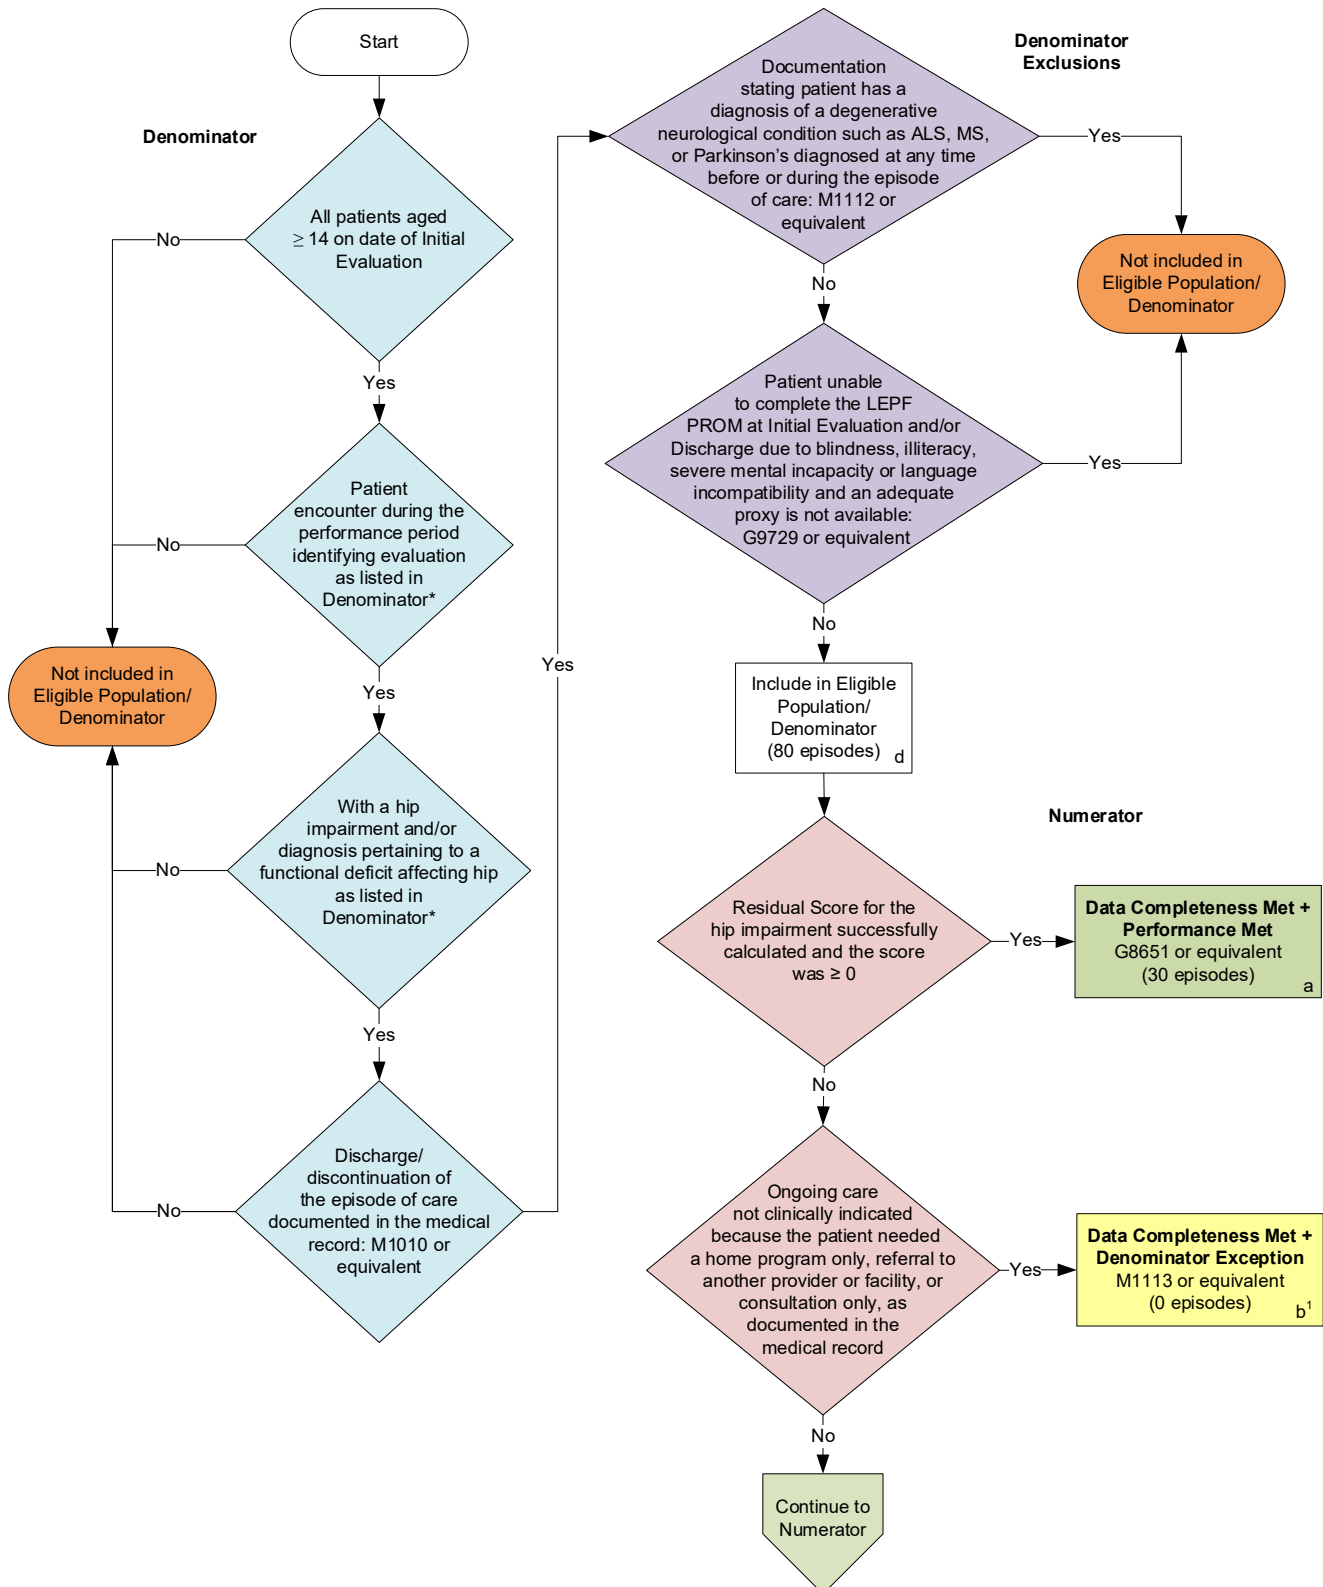 Start
Denominator
All patients aged
≥ 14 on date of Initial
Evaluation
No
Yes
Patient
encounter during the
performance period
identifying evaluation
as listed in
Denominator*
No
Yes
Not included in
Eligible Population/
Denominator
With a hip
impairment and/or
diagnosis pertaining to a
functional deficit affecting hip
as listed in
Denominator*
No
Yes
Discharge/
discontinuation of
the episode of care
documented in the medical
record: M1010 or
equivalent
No
Yes
Denominator
Exclusions
Documentation
stating patient has a
diagnosis of a degenerative
neurological condition such as ALS, MS,
or Parkinson’s diagnosed at any time
before or during the episode
of care: M1112 or
equivalent
Yes
No
Not included in
Eligible Population/
Denominator
Patient unable
to complete the LEPF
PROM at Initial Evaluation and/or
Discharge due to blindness, illiteracy,
severe mental incapacity or language
incompatibility and an adequate
proxy is not available:
G9729 or equivalent
Yes
No
Include in Eligible
Population/
Denominator
(80 episodes)
d
Numerator
Residual Score for the
hip impairment successfully
calculated and the score
was ≥ 0
Yes
Data Completeness Met +
Performance Met
G8651 or equivalent
(30 episodes)
a
No
Ongoing care
not clinically indicated
because the patient needed
a home program only, referral to
another provider or facility, or
consultation only, as
documented in the
medical record
Yes
Data Completeness Met +
Denominator Exception
M1113 or equivalent
(0 episodes)
b¹
No
Continue to
Numerator